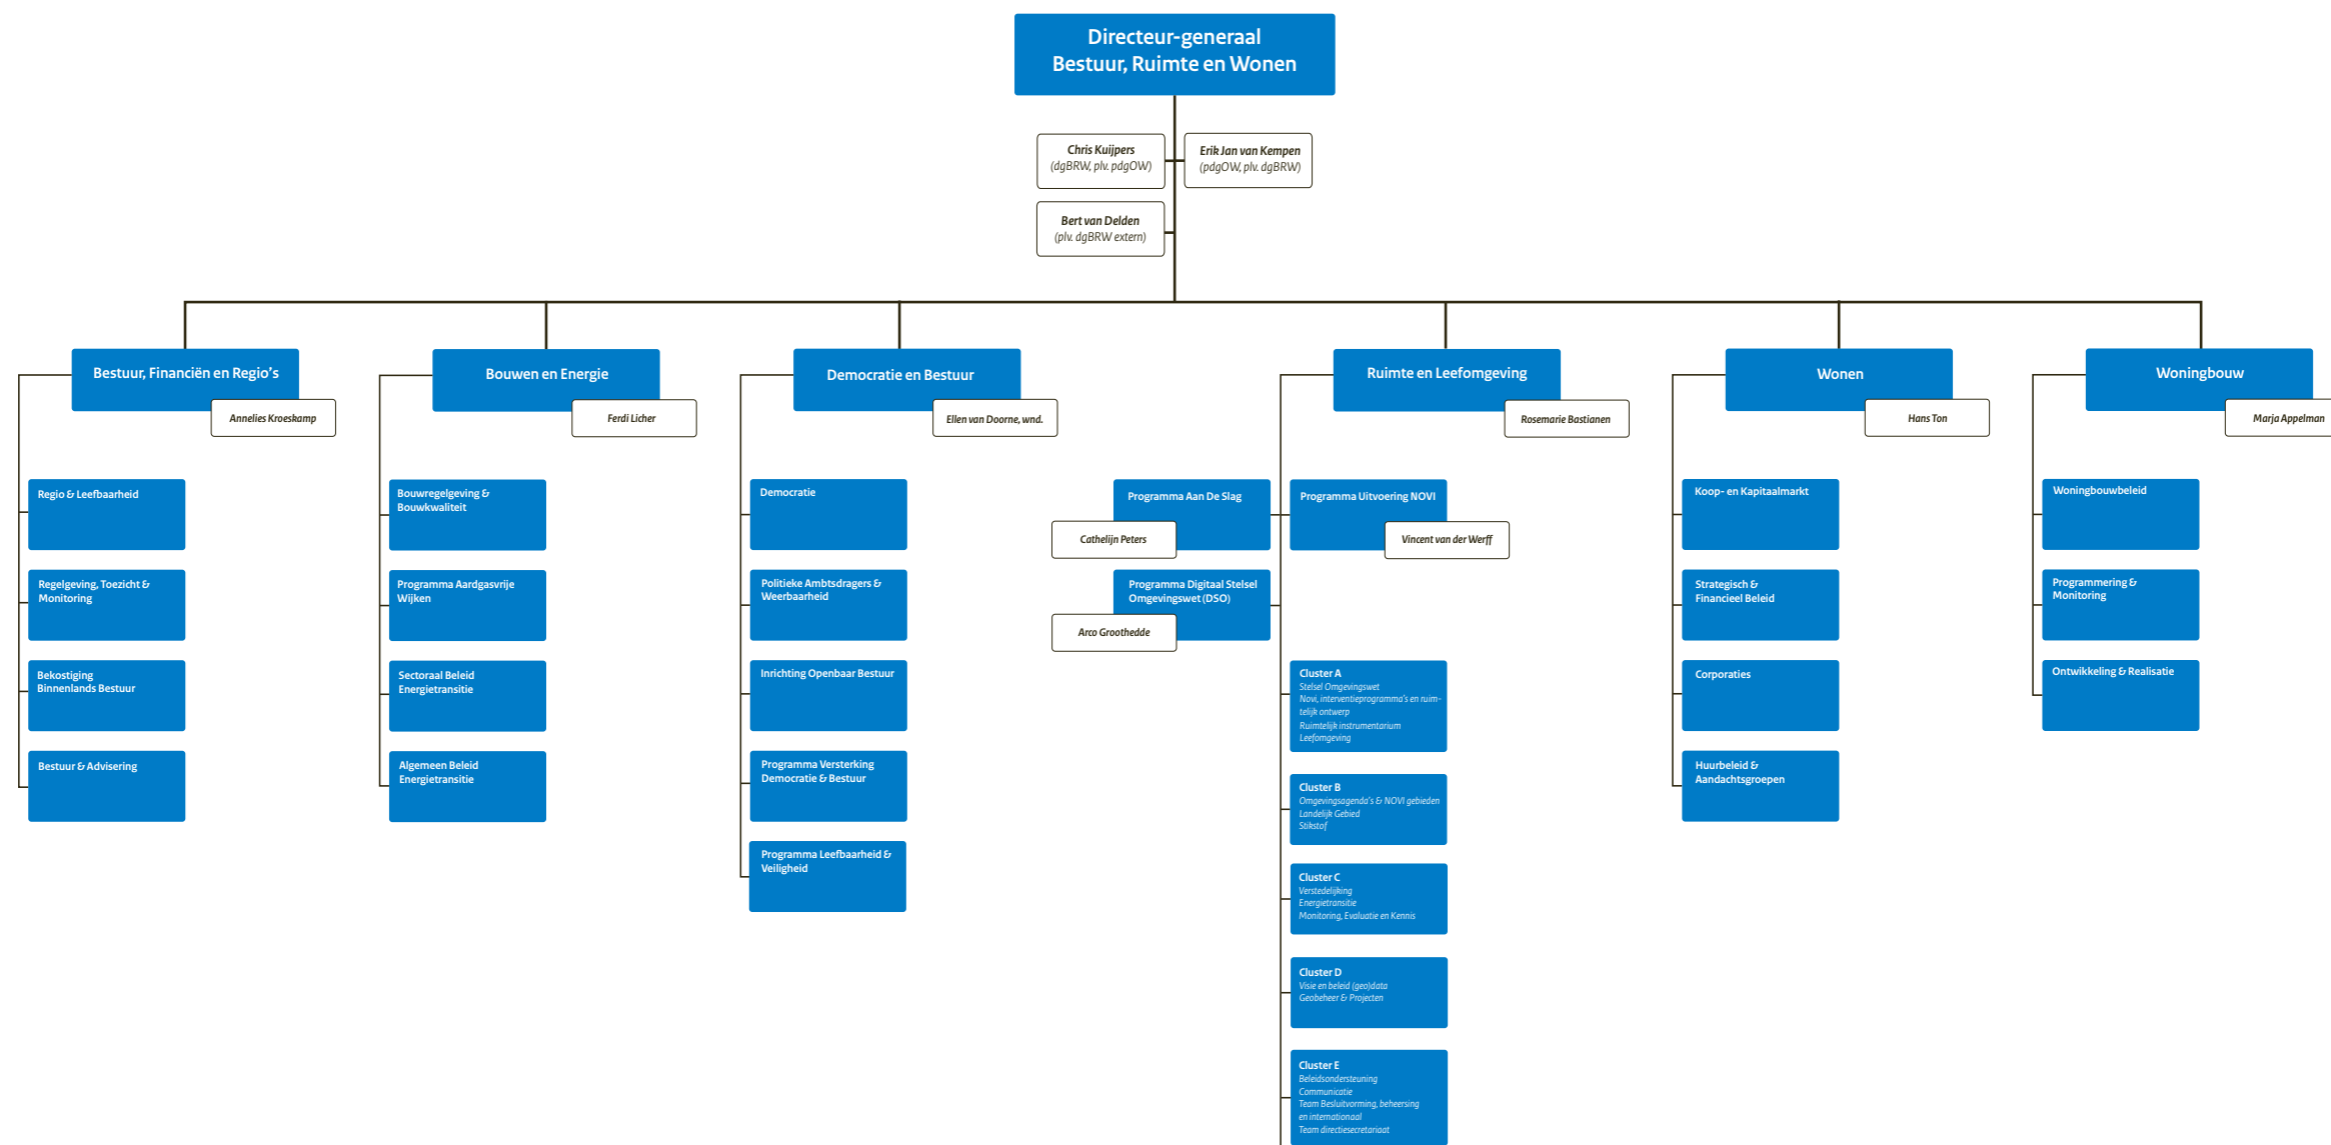 Directeur-generaal
Bestuur, Ruimte en Wonen
Chris Kuijpers
(dgBRW, plv. pdgOW)
Erik Jan van Kempen
(pdgOW, plv. dgBRW)
Bert van Delden
(plv. dgBRW extern)
Bestuur, Financiën en Regio's
Annelies Kroeskamp
Regio & Leefbaarheid
Regelgeving, Toezicht &
Monitoring
Bekostiging
Binnenlands Bestuur
Bestuur & Advisering
Bouwen en Energie
Ferdi Licher
Bouwregelgeving &
Bouwkwaliteit
Programma Aardgasvrije
Wijken
Sectoraal Beleid
Energietransitie
Algemeen Beleid
Energietransitie
Democratie en Bestuur
Ellen van Doorne, wnd.
Democratie
Politieke Ambtsdragers &
Weerbaarheid
Inrichting Openbaar Bestuur
Programma Versterking
Democratie & Bestuur
Programma Leefbaarheid &
Veiligheid
Ruimte en Leefomgeving
Rosemarie Bastianen
Programma Aan De Slag
Cathelijn Peters
Programma Uitvoering NOVI
Vincent van der Werff
Programma Digitaal Stelsel
Omgevingswet (DSO)
Arco Groothedde
Cluster A
Stelsel Omgevingswet
Novi, interventieprogramma's en ruim-
telijk ontwerp
Ruimtelijk instrumentarium
Leefomgeving
Cluster B
Omgevingsagenda's & NOVI gebieden
Landelijk Gebied
Stikstof
Cluster C
Verstedelijking
Energietransitie
Monitoring, Evaluatie en Kennis
Cluster D
Visie en beleid (geo)data
Geobeheer & Projecten
Cluster E
Beleidsondersteuning
Communicatie
Team Besluitvorming, beheersing
en internationaal
Team directiesecretariaat
Wonen
Hans Ton
Koop- en Kapitaalmarkt
Strategisch &
Financieel Beleid
Corporaties
Huurbeleid &
Aandachtsgroepen
Woningbouw
Marja Appelman
Woningbouwbeleid
Programmering &
Monitoring
Ontwikkeling & Realisatie